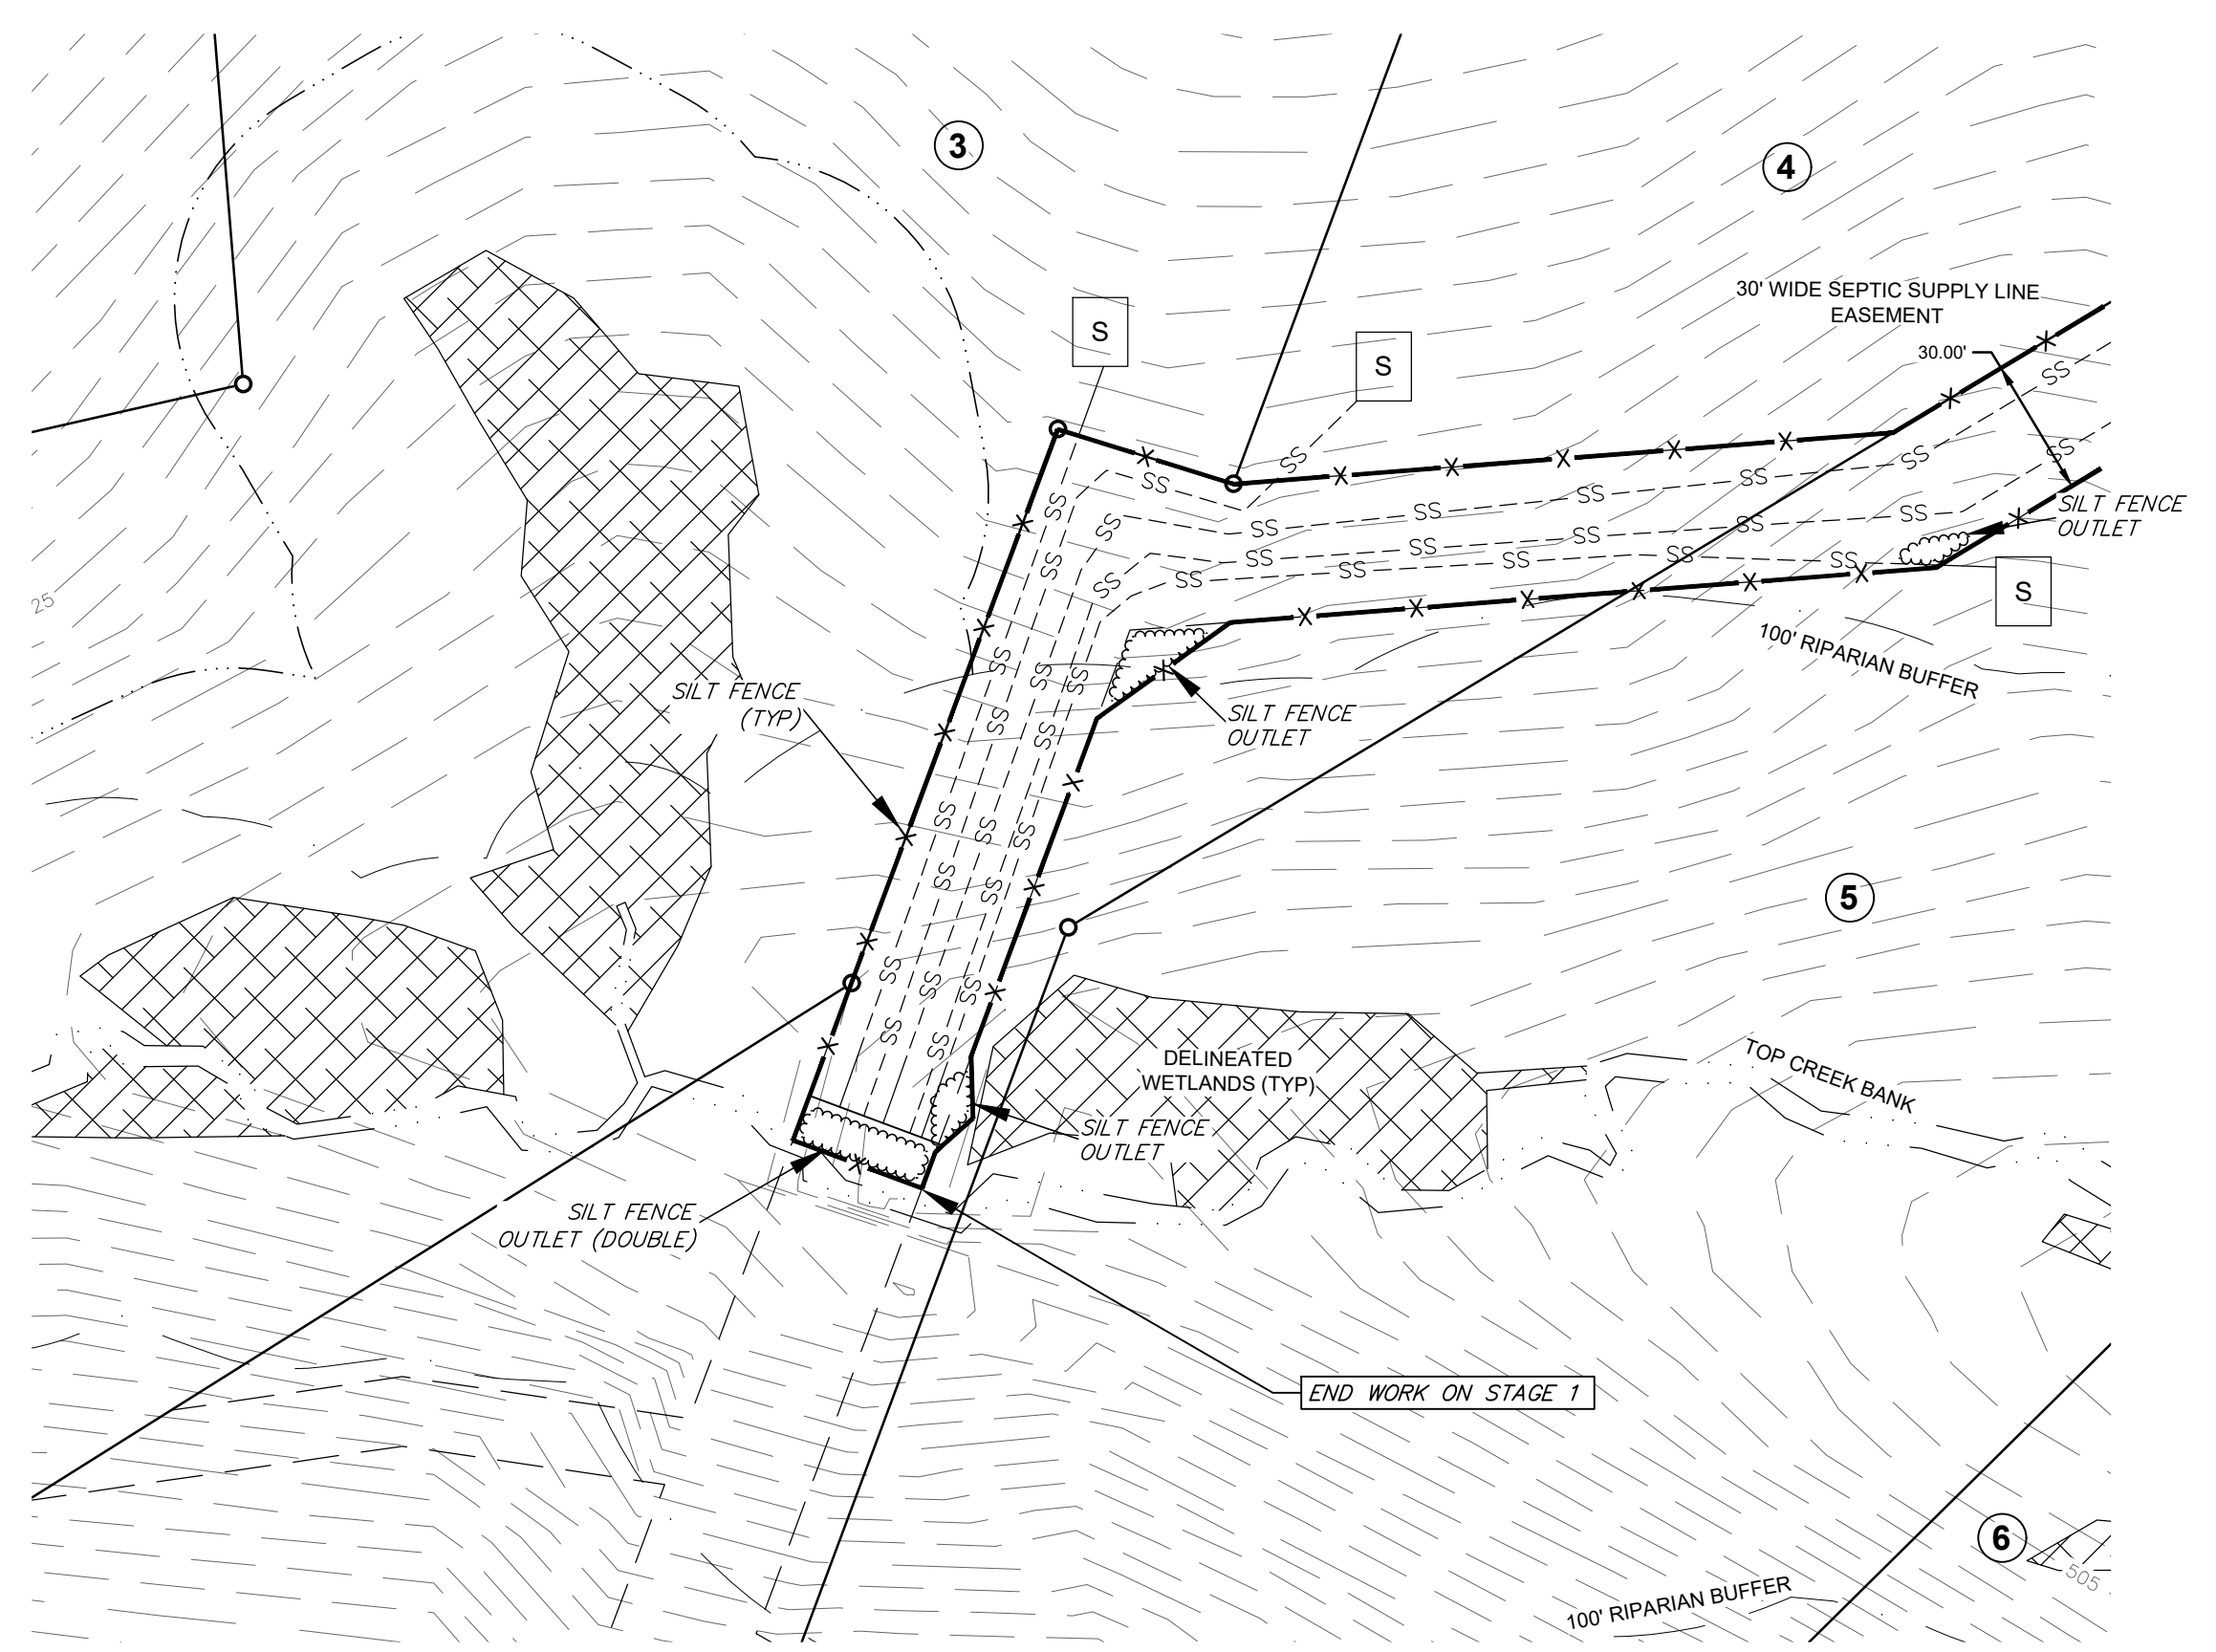 3
4
30' WIDE SEPTIC SUPPLY LINE
EASEMENT
30.00'
S
S
SS
SS
SS
SS
SS
SS
SS
SS
SILT FENCE
OUTLET
SS
SS
SS
SS
SS
SS
SS
SS
SS
SS
SS
SS
SS
SS
S
25
SS
SS
100' RIPARIAN BUFFER
SS
SS
SS
SILT FENCE
(TYP)
SILT FENCE
OUTLET
SS
SS
SS
SS
SS
SS
SS
5
SS
SS
SS
SS
SS
DELINEATED
WETLANDS (TYP)
TOP CREEK BANK
SILT FENCE
OUTLET
SILT FENCE
OUTLET (DOUBLE)
END WORK ON STAGE 1
6
505
100' RIPARIAN BUFFER